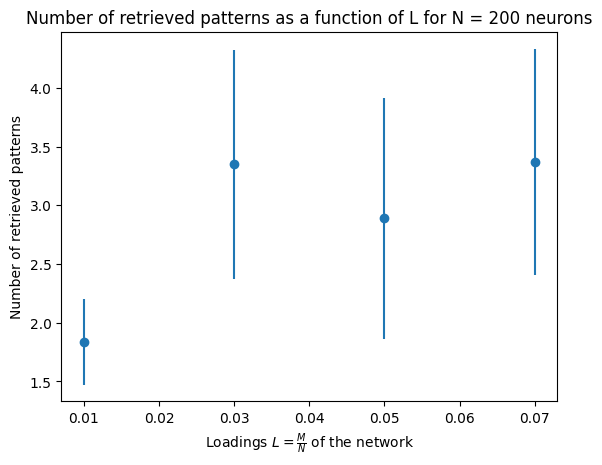 Number of retrieved patterns as a function of L for N = 200 neurons
Number of retrieved patterns
4.0
3.5
3.0
2.5
2.0
1.5
0.01 0.02 0.03 0.04 0.05 0.06 0.07
Loadings $L = \frac{M}{N}$ of the network